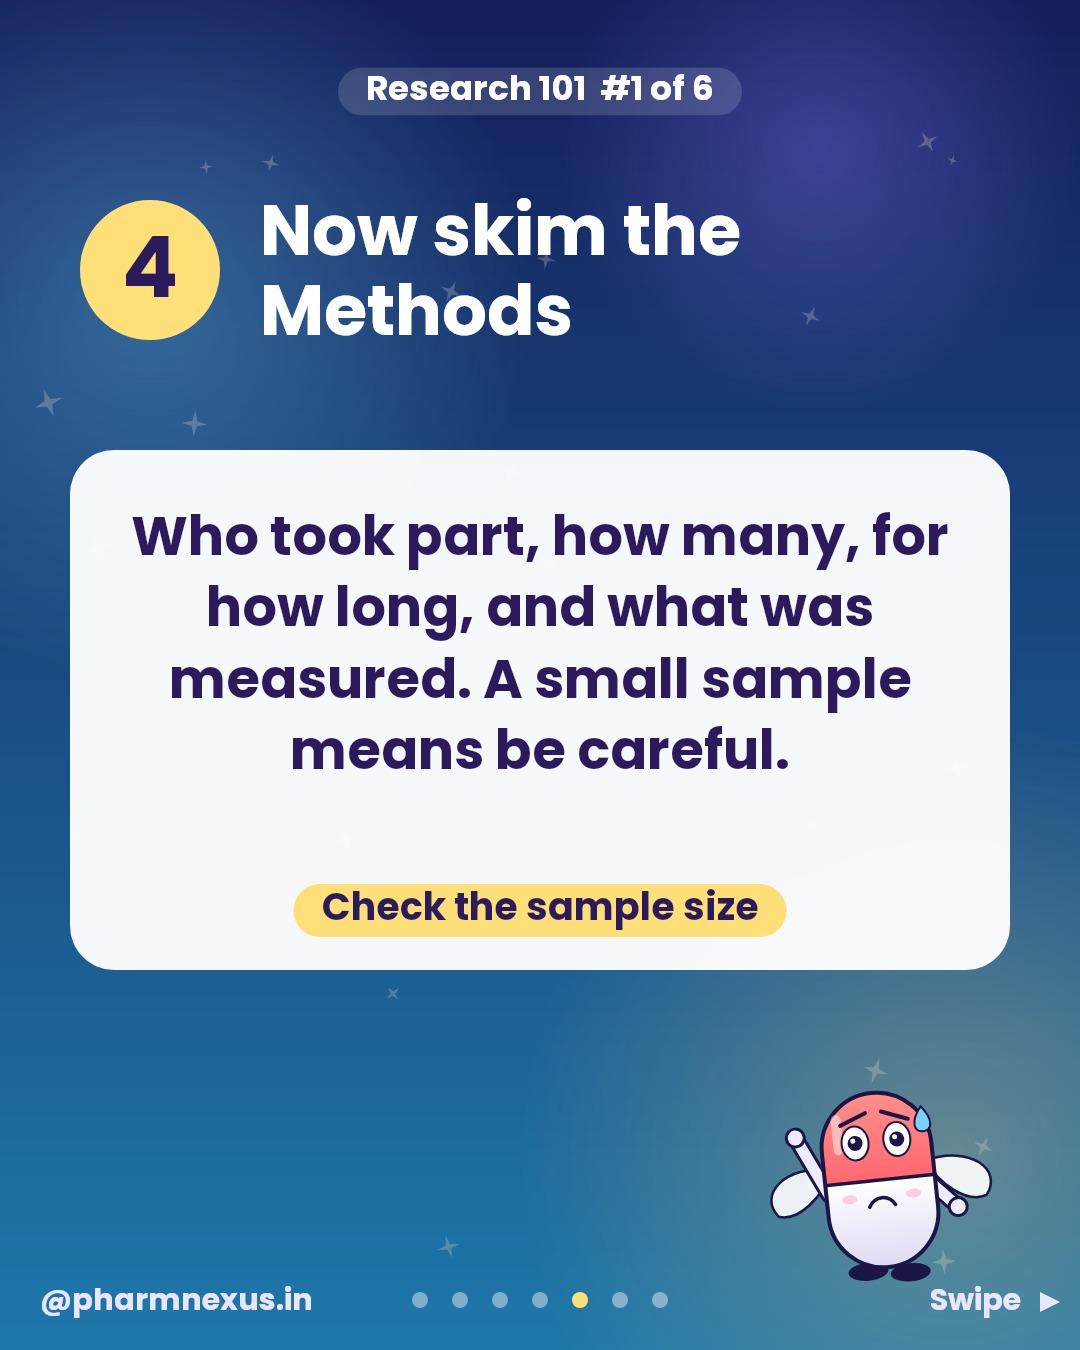 Research 101 #1 of 6
4
Now skim the
Methods
Who took part, how many, for
how long, and what was
measured. A small sample
means be careful.
Check the sample size
@pharmnexus.in
Swipe ▶